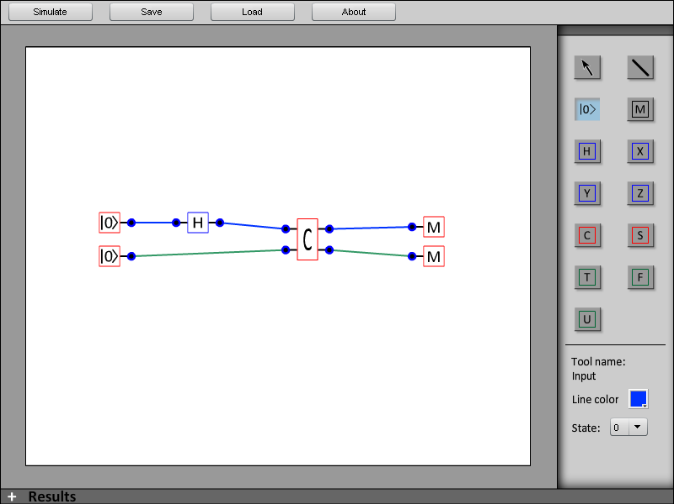 Simulate Save Load About
|0> M
H X
Y Z
C S
T F
U
|0> H C M
|0> M
Tool name:
Input
Line color
State: 0
+ Results